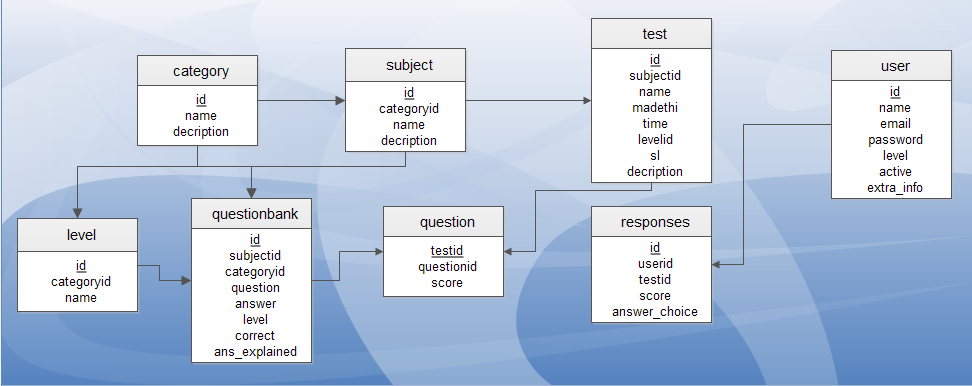 category
id
name
decription
subject
id
categoryid
name
decription
test
id
subjectid
name
madethi
time
levelid
sl
decription
user
id
name
email
password
level
active
extra_info
level
id
categoryid
name
questionbank
id
subjectid
categoryid
question
answer
level
correct
ans_explained
question
testid
questionid
score
responses
id
userid
testid
score
answer_choice